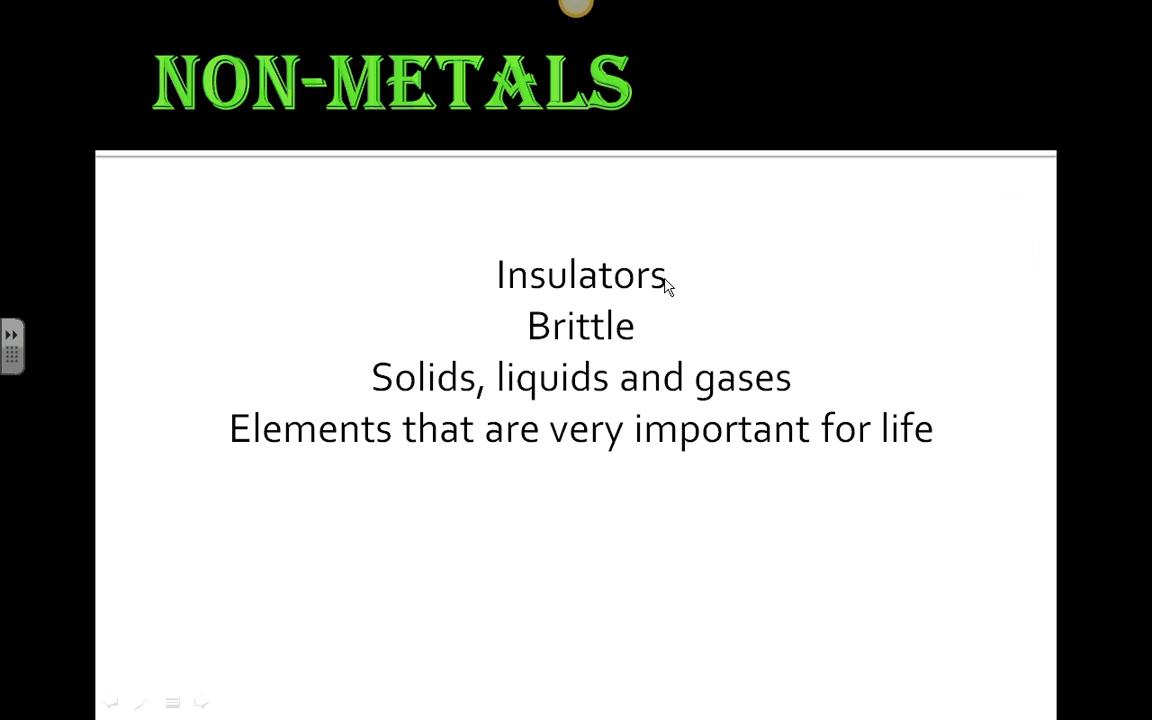 NON-METALS
Insulators
Brittle
Solids, liquids and gases
Elements that are very important for life